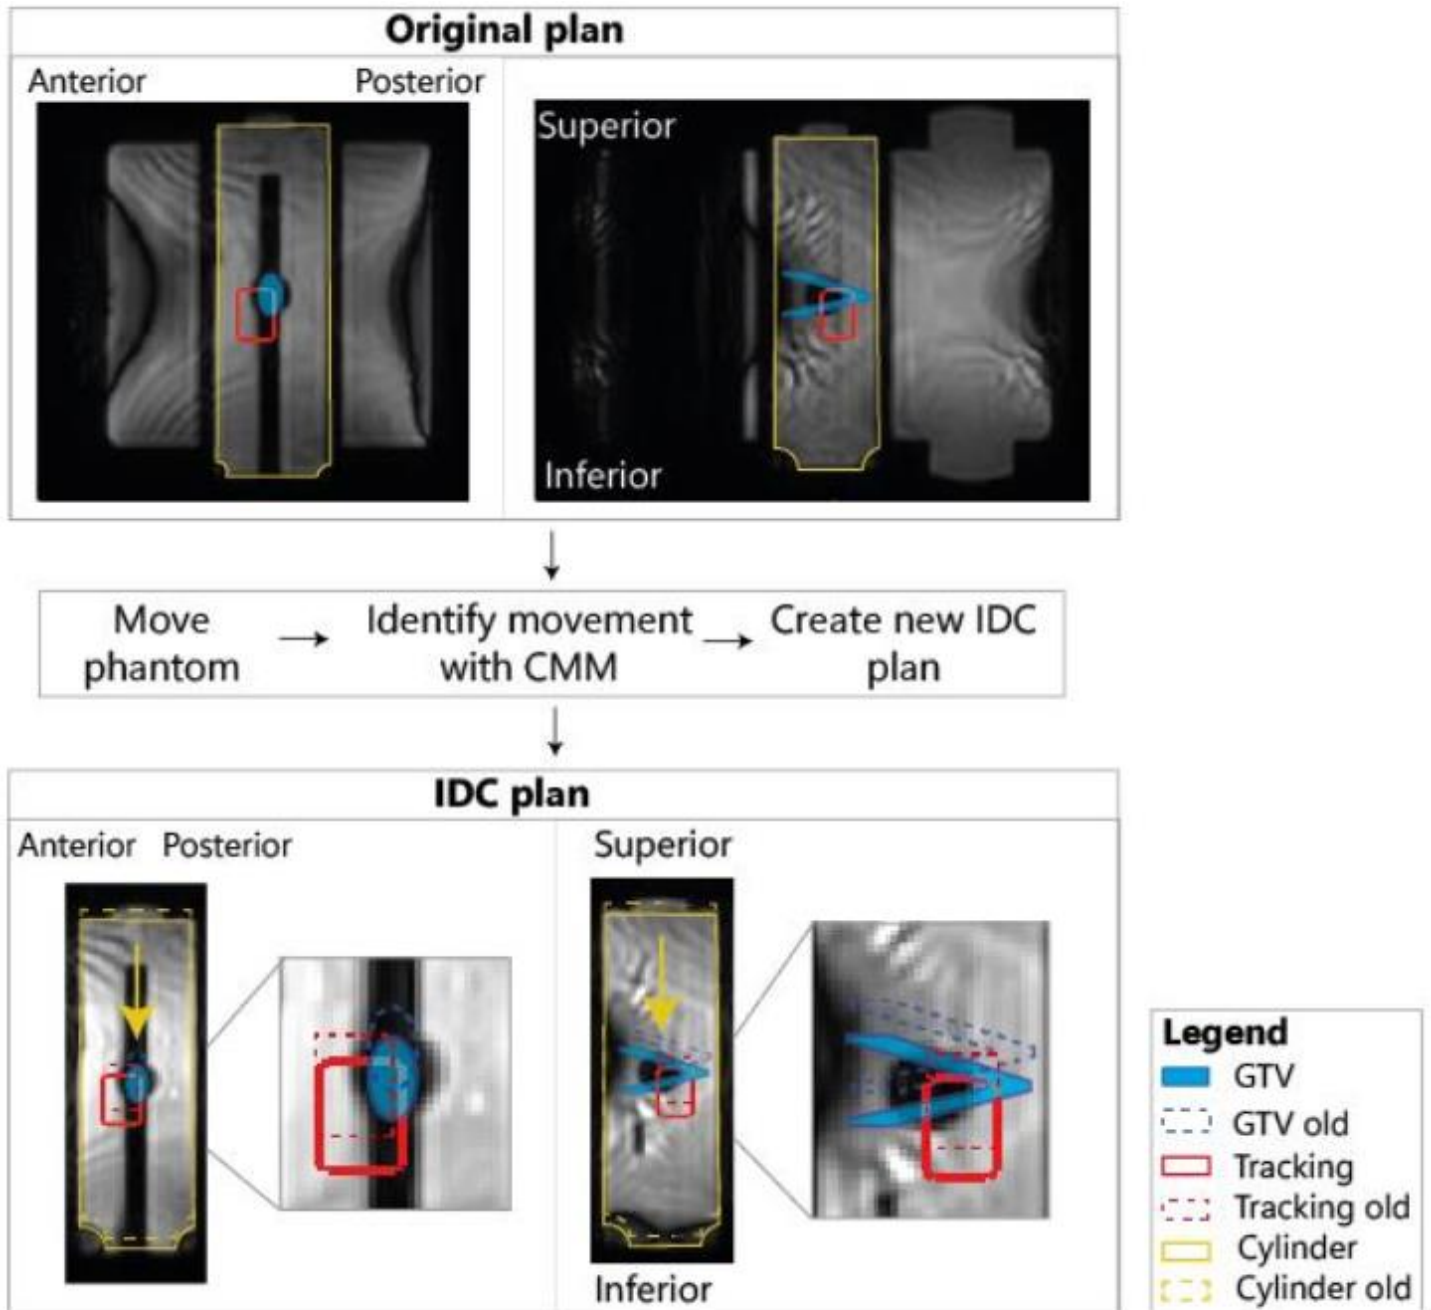 Original plan
Anterior Posterior
Superior
Inferior
Move phantom
Identify movement with CMM
Create new IDC plan
IDC plan
Anterior Posterior
Superior
Inferior
Legend
GTV
GTV old
Tracking
Tracking old
Cylinder
Cylinder old